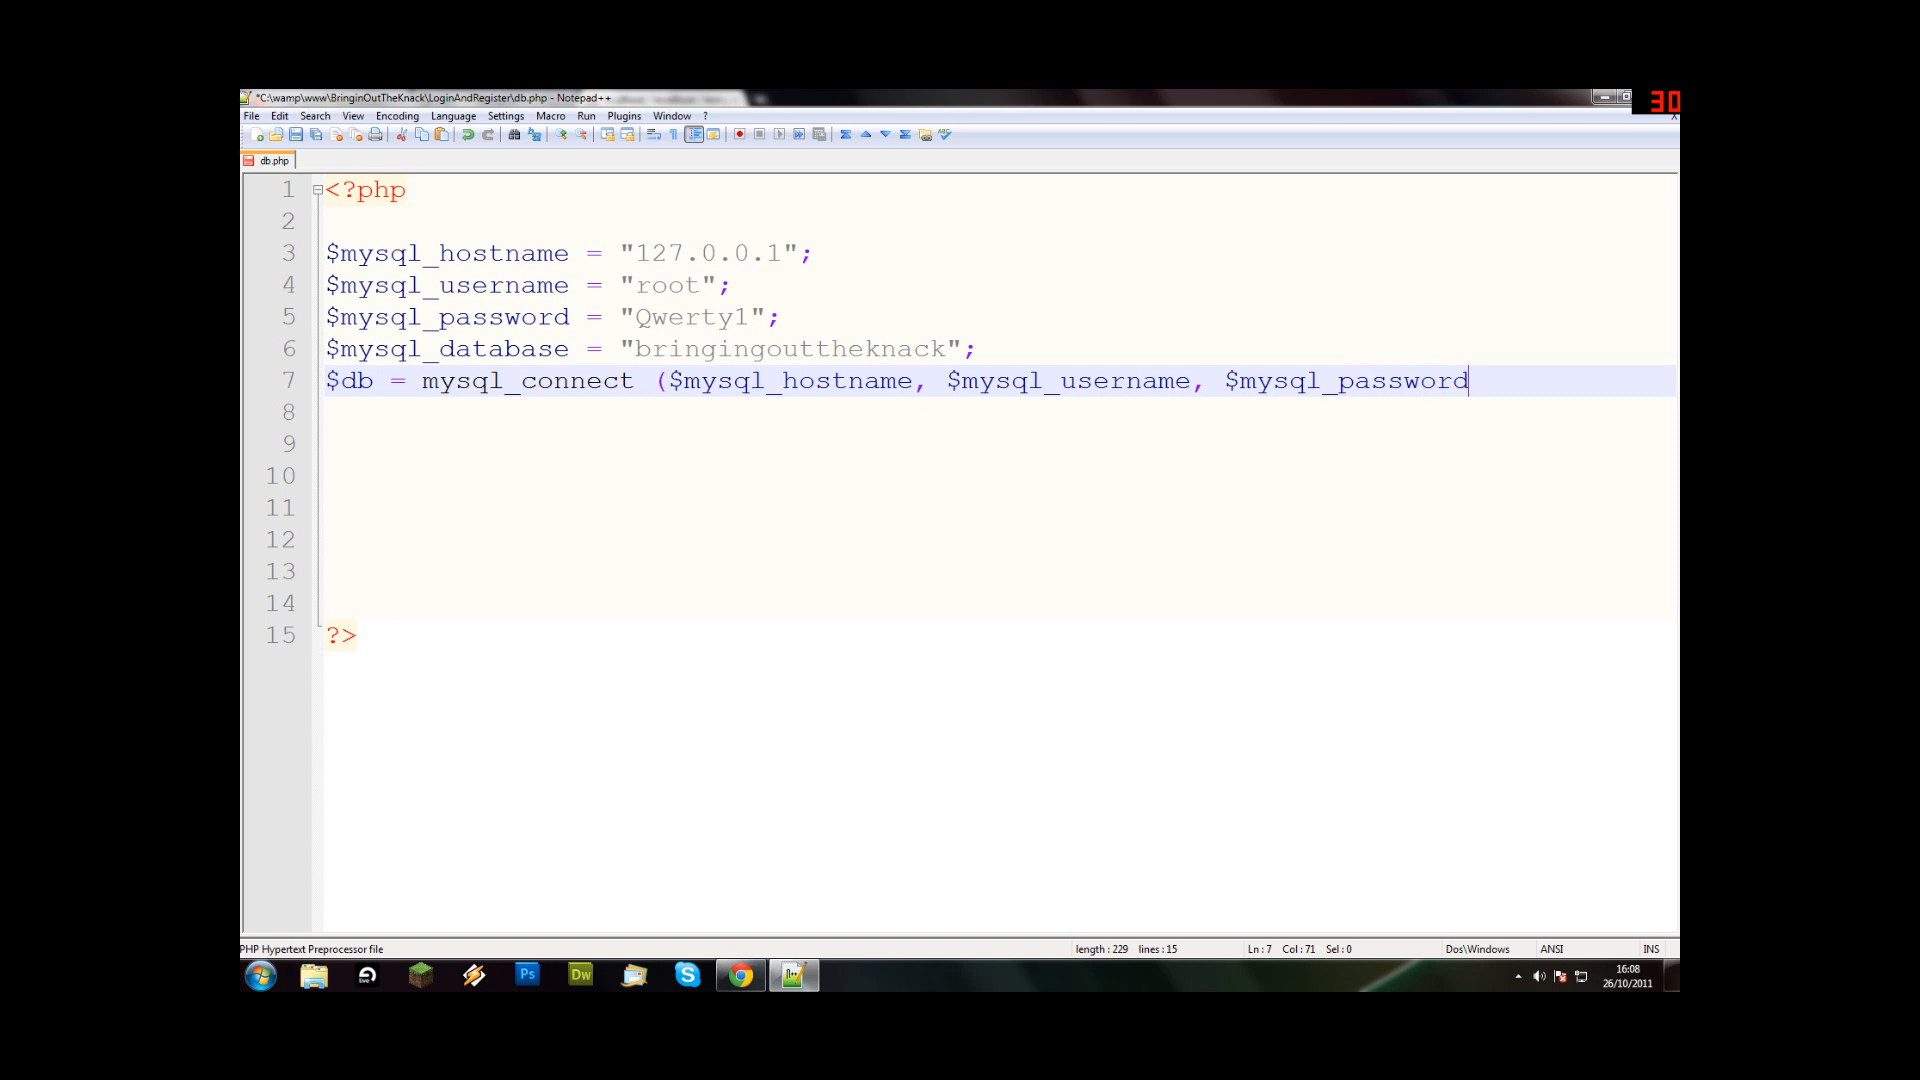 *C:\wamp\www\BringinOutTheKnack\LoginAndRegister\db.php - Notepad++
30
File Edit Search View Encoding Language Settings Macro Run Plugins Window ?
X
db.php
1 <?php
2
3 $mysql_hostname = "127.0.0.1";
4 $mysql_username = "root";
5 $mysql_password = "Qwerty1";
6 $mysql_database = "bringingouttheknack";
7 $db = mysql_connect ($mysql_hostname, $mysql_username, $mysql_password
8
9
10
11
12
13
14
15 ?>
PHP Hypertext Preprocessor file length : 229 lines : 15 Ln : 7 Col : 71 Sel : 0 Dos\Windows ANSI INS
Ps Dw 16:08
26/10/2011